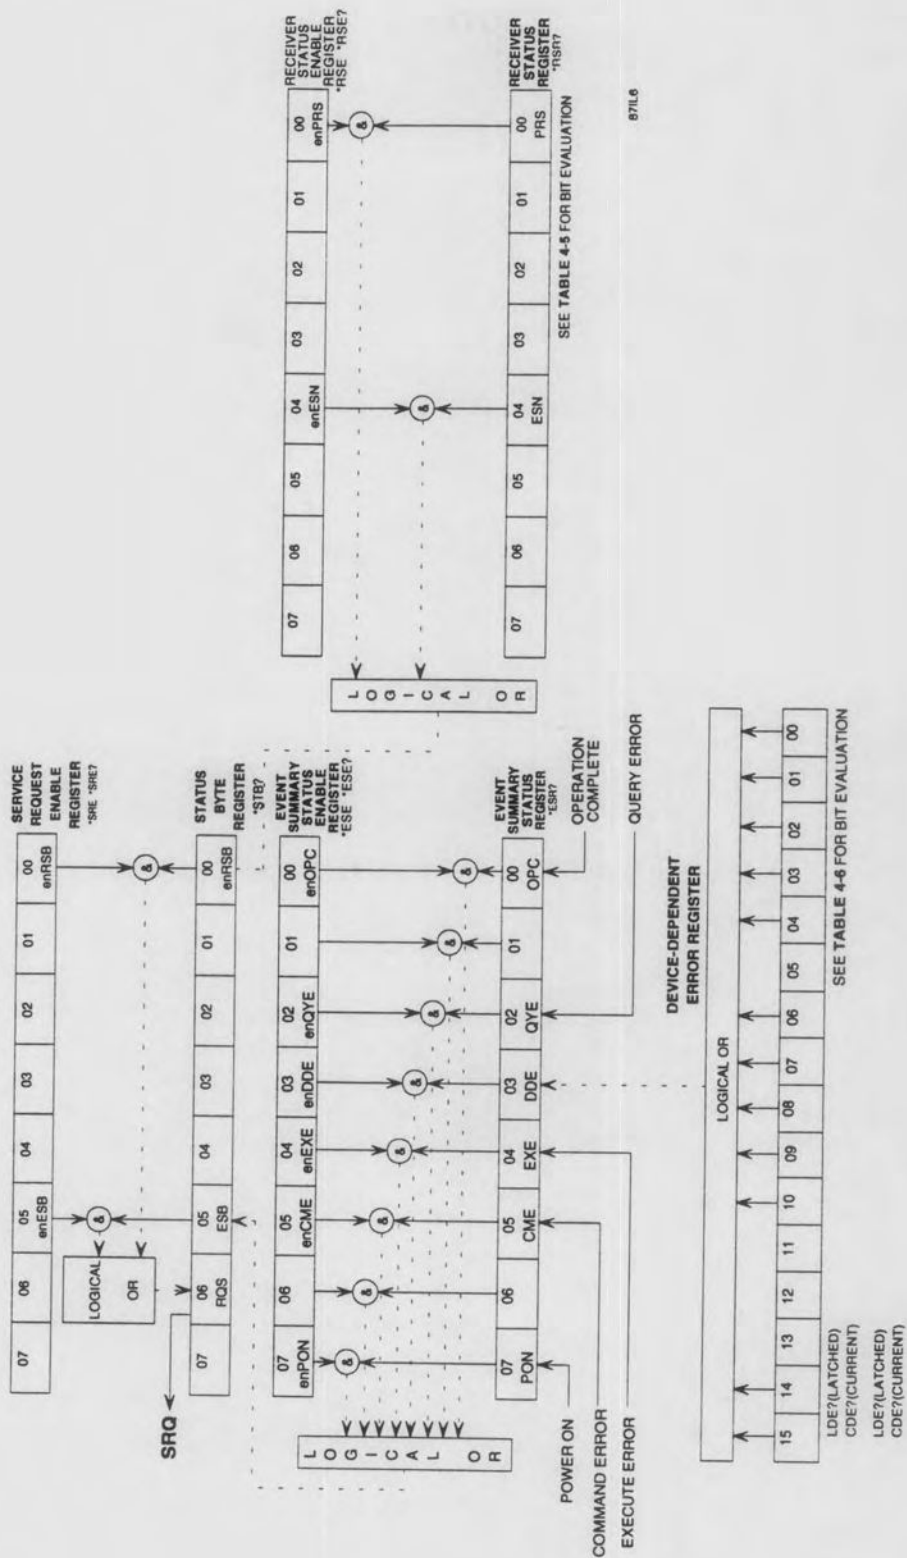 07
06
05
enESB
04
03
02
01
00
enRSB
SERVICE
REQUEST
ENABLE
REGISTER
*SRE *SRE?
&
&
LOGICAL
OR
SRQ
07
06
RQS
05
ESB
04
03
02
01
00
enRSB
STATUS
BYTE
REGISTER
*STB?
07
enPON
06
05
enCME
04
enEXE
03
enDDE
02
enQYE
01
00
enOPC
EVENT
SUMMARY
STATUS
ENABLE
REGISTER
*ESE *ESE?
LOGICAL OR
&
&
&
&
&
&
&
&
07
PON
06
05
CME
04
EXE
03
DDE
02
QYE
01
00
OPC
EVENT
SUMMARY
STATUS
REGISTER
*ESR?
POWER ON
COMMAND ERROR
EXECUTE ERROR
OPERATION
COMPLETE
QUERY ERROR
DEVICE-DEPENDENT
ERROR REGISTER
LOGICAL OR
15
14
13
12
11
10
09
08
07
06
05
04
03
02
01
00
LDE?(LATCHED)
CDE?(CURRENT)
LDE?(LATCHED)
CDE?(CURRENT)
SEE TABLE 4-6 FOR BIT EVALUATION
07
06
05
04
enESN
03
02
01
00
enPRS
RECEIVER
STATUS
ENABLE
REGISTER
*RSE *RSE?
LOGICAL OR
&
&
07
06
05
04
ESN
03
02
01
00
PRS
RECEIVER
STATUS
REGISTER
*RSR?
SEE TABLE 4-5 FOR BIT EVALUATION
871L6